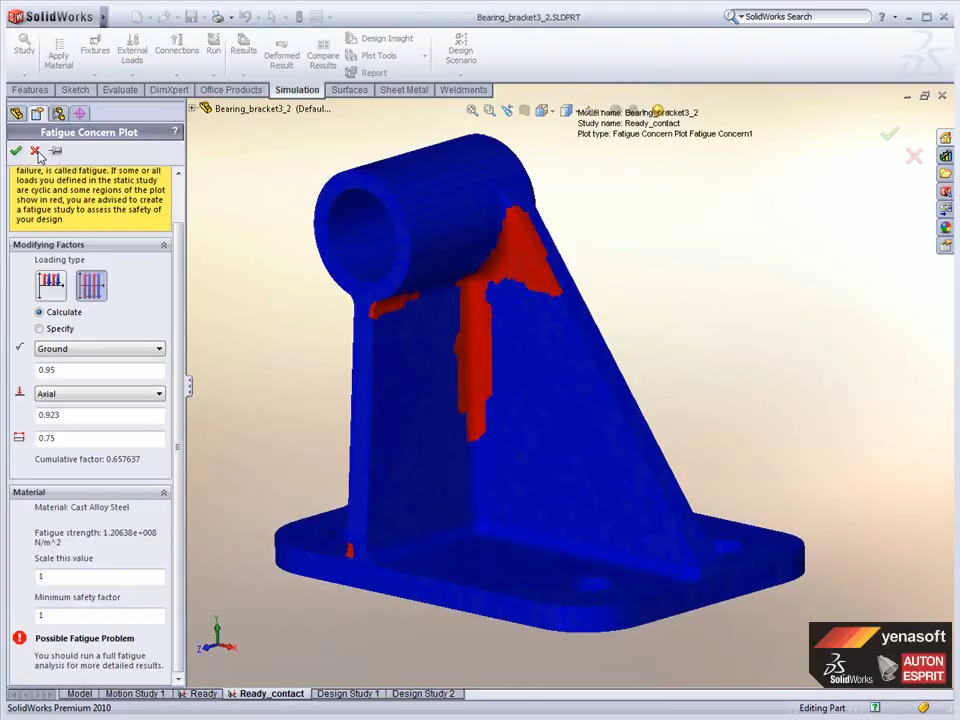 SolidWorks
Bearing_bracket3_2.SLDPRT
SolidWorks Search
?
Study
Apply
Material
Fixtures
External
Loads
Connections
Run
Results
Deformed
Result
Compare
Results
Design Insight
Plot Tools
Report
Design
Scenario
Features
Sketch
Evaluate
DimXpert
Office Products
Simulation
Surfaces
Sheet Metal
Weldments
Bearing_bracket3_2 (Defaul...
Model name: Bearing_bracket3_2
Study name: Ready_contact
Plot type: Fatigue Concern Plot Fatigue Concern1
Fatigue Concern Plot
?
failure, is called fatigue. If some or all
loads you defined in the static study
are cyclic and some regions of the plot
show in red, you are advised to create
a fatigue study to assess the safety of
your design
Modifying Factors
Loading type
Calculate
Specify
Ground
0.95
Axial
0.923
0.75
Cumulative factor: 0.657637
Material
Material: Cast Alloy Steel
Fatigue strength: 1.20638e+008
N/m^2
Scale this value
1
Minimum safety factor
1
Possible Fatigue Problem
You should run a full fatigue
analysis for more detailed results.
Y
Z
X
yenasoft
SolidWorks
AUTON
ESPRIT
Model
Motion Study 1
Ready
Ready_contact
Design Study 1
Design Study 2
SolidWorks Premium 2010
Editing Part
?